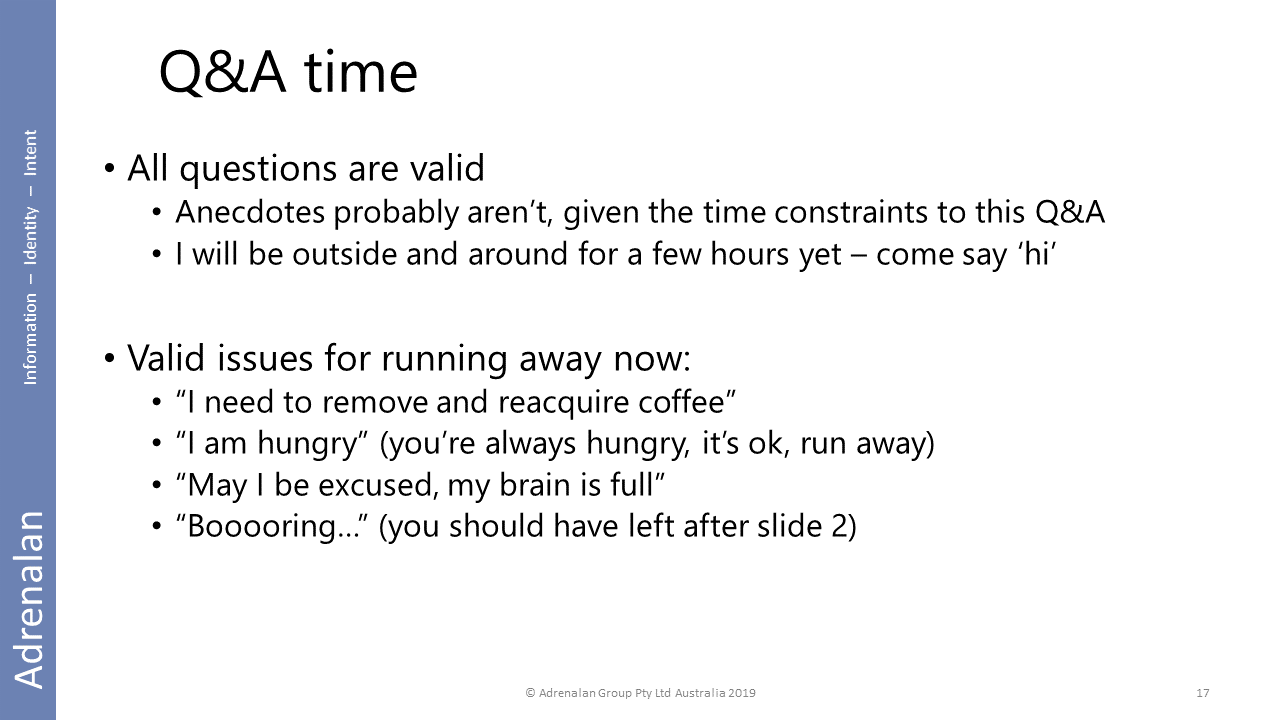 Q&A time
• All questions are valid
• Anecdotes probably aren’t, given the time constraints to this Q&A
• I will be outside and around for a few hours yet – come say ‘hi’
• Valid issues for running away now:
• “I need to remove and reacquire coffee”
• “I am hungry” (you’re always hungry, it’s ok, run away)
• “May I be excused, my brain is full”
• “Booooring…” (you should have left after slide 2)
Information – Identity – Intent
Adrenalan
© Adrenalan Group Pty Ltd Australia 2019
17